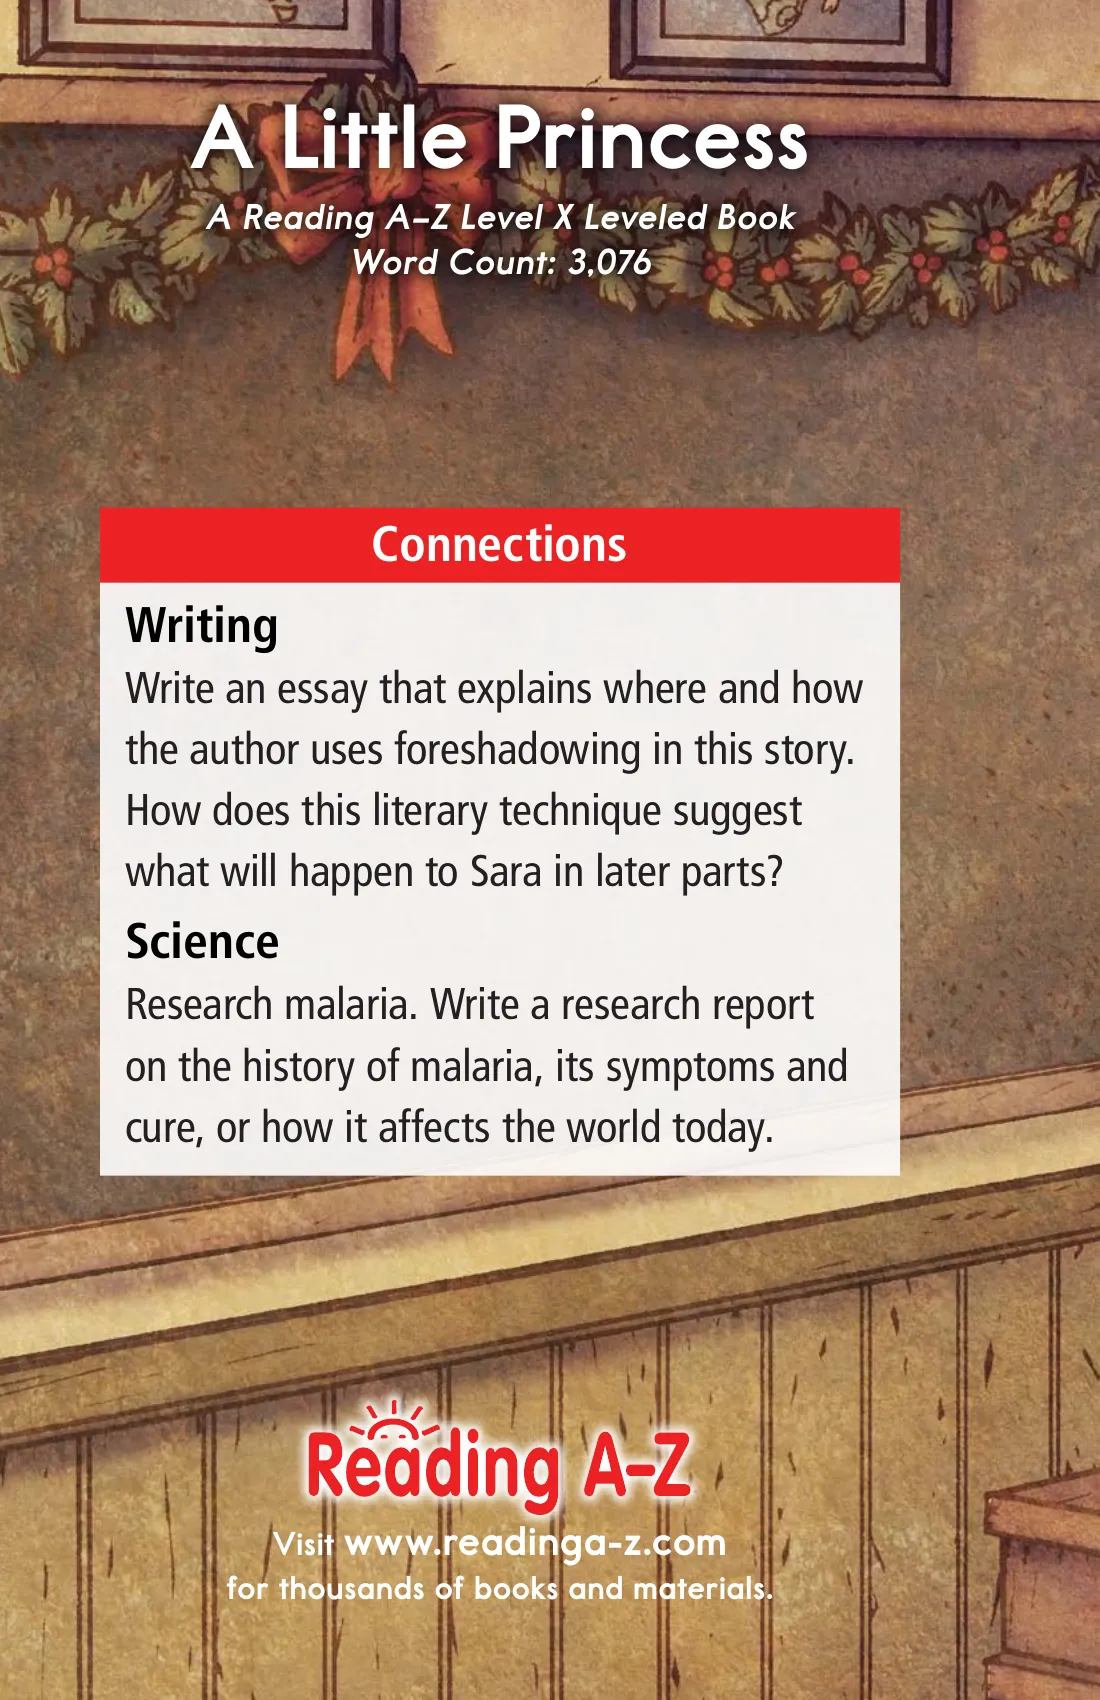 A Little Princess
A Reading A–Z Level X Leveled Book
Word Count: 3,076
Connections
Writing
Write an essay that explains where and how
the author uses foreshadowing in this story.
How does this literary technique suggest
what will happen to Sara in later parts?
Science
Research malaria. Write a research report
on the history of malaria, its symptoms and
cure, or how it affects the world today.
Reading A–Z
Visit www.readinga-z.com
for thousands of books and materials.